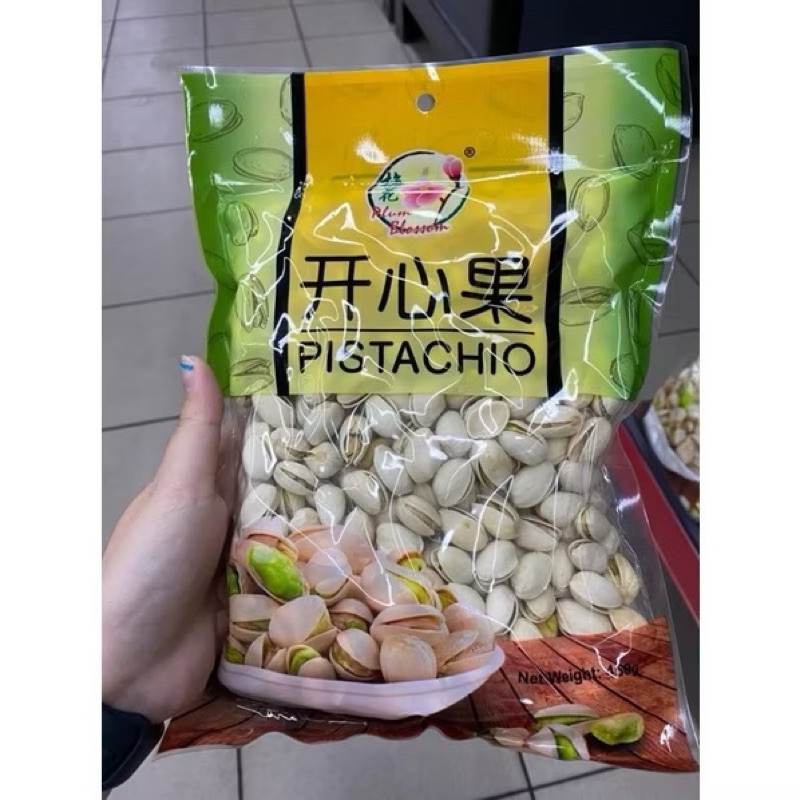 梅花
Plum
Blossom
®
开心果
PISTACHIO
Net Weight: